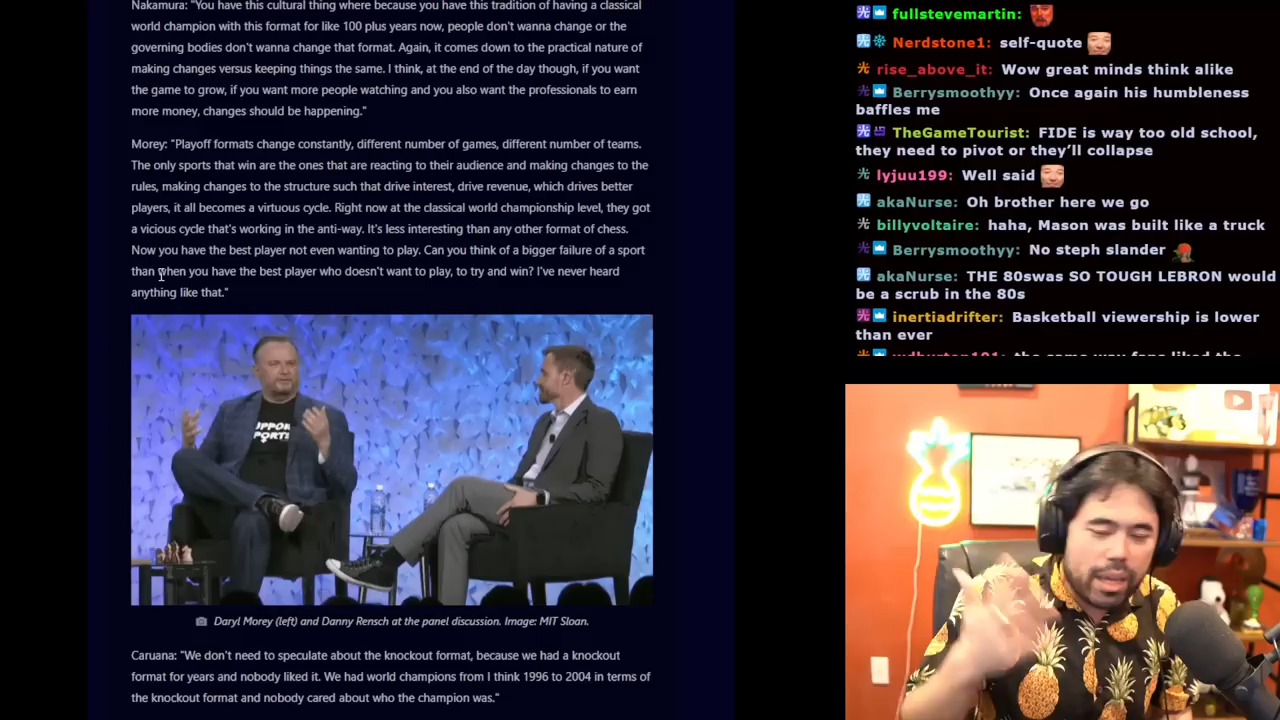 Nakamura: "You have this cultural thing where because you have this tradition of having a classical
world champion with this format for like 100 plus years now, people don't wanna change or the
governing bodies don't wanna change that format. Again, it comes down to the practical nature of
making changes versus keeping things the same. I think, at the end of the day though, if you want
the game to grow, if you want more people watching and you also want the professionals to earn
more money, changes should be happening."
Morey: "Playoff formats change constantly, different number of games, different number of teams.
The only sports that win are the ones that are reacting to their audience and making changes to the
rules, making changes to the structure such that drive interest, drive revenue, which drives better
players, it all becomes a virtuous cycle. Right now at the classical world championship level, they got
a vicious cycle that's working in the anti-way. It's less interesting than any other format of chess.
Now you have the best player not even wanting to play. Can you think of a bigger failure of a sport
than when you have the best player who doesn't want to play, to try and win? I've never heard
anything like that."
Daryl Morey (left) and Danny Rensch at the panel discussion. Image: MIT Sloan.
Caruana: "We don't need to speculate about the knockout format, because we had a knockout
format for years and nobody liked it. We had world champions from I think 1996 to 2004 in terms of
the knockout format and nobody cared about who the champion was."
fullstevemartin:
Nerdstone1: self-quote
rise_above_it: Wow great minds think alike
Berrysmoothyy: Once again his humbleness
baffles me
TheGameTourist: FIDE is way too old school,
they need to pivot or they'll collapse
lyjuu199: Well said
akaNurse: Oh brother here we go
billyvoltaire: haha, Mason was built like a truck
Berrysmoothyy: No steph slander
akaNurse: THE 80swas SO TOUGH LEBRON would
be a scrub in the 80s
inertiadrifter: Basketball viewership is lower
than ever